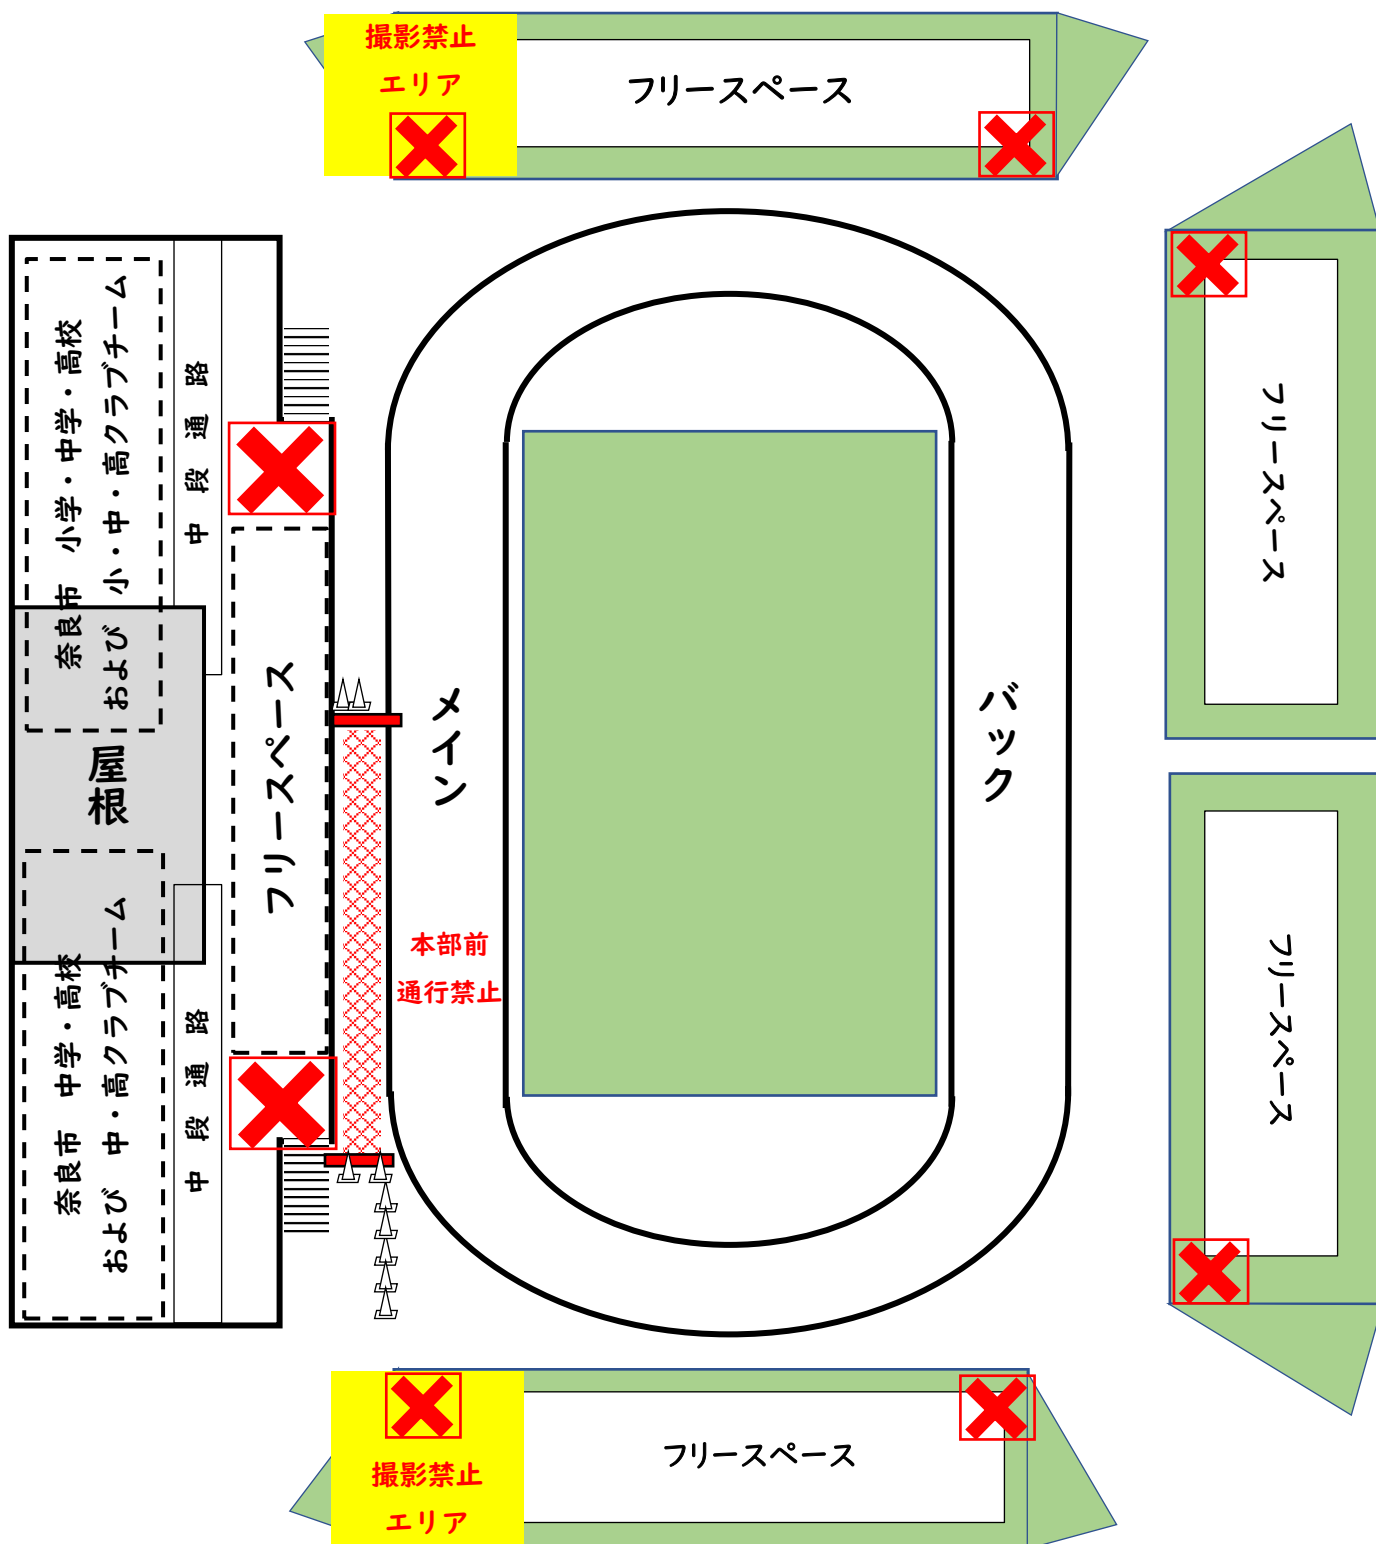 撮影禁止
エリア
フリースペース
奈良市 小学・中学・高校
および 小・中・高クラブチーム
中段通路
フリースペース
屋根
メイン
バック
フリースペース
本部前
通行禁止
奈良市 中学・高校
および 中・高クラブチーム
中段通路
フリースペース
撮影禁止
エリア
フリースペース